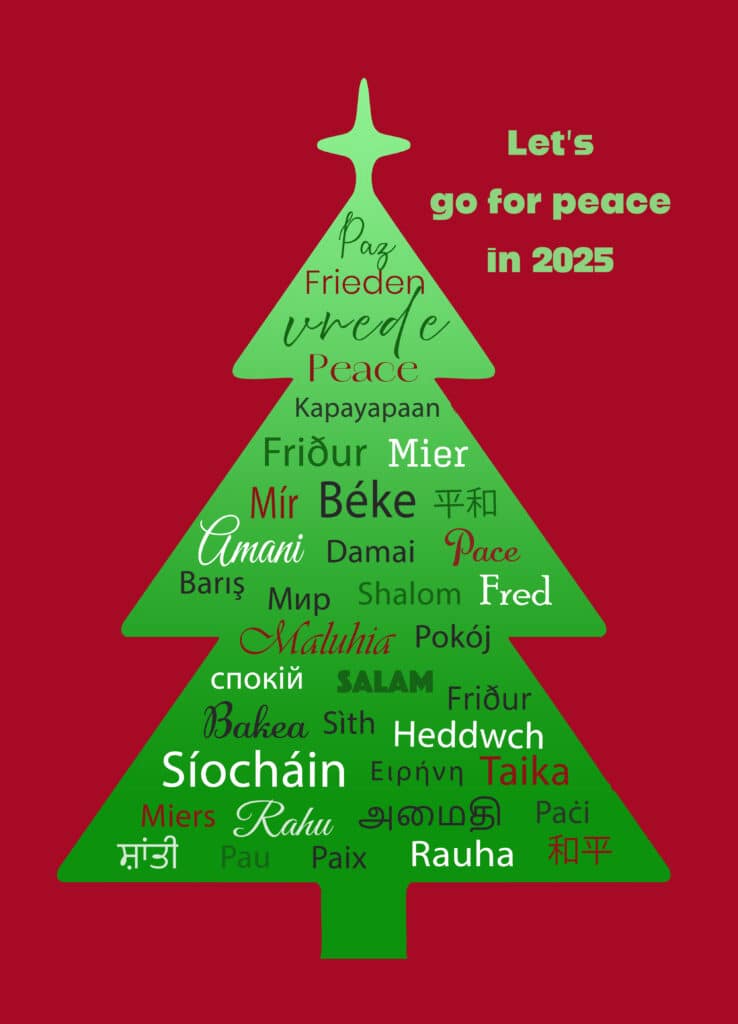 Let's
go for peace
in 2025
Paz
Frieden
vrede
Peace
Kapayapaan
Friður Mier
Mír Béke 平和
Amani Damai Pace
Barış Мир Shalom Fred
Maluhia Pokój
спокій SALAM Friður
Bakea Sìth Heddwch
Síocháin Ειρήνη Taika
Miers Rahu அமைதி Paċi
ਸ਼ਾਂਤੀ Pau Paix Rauha 和平